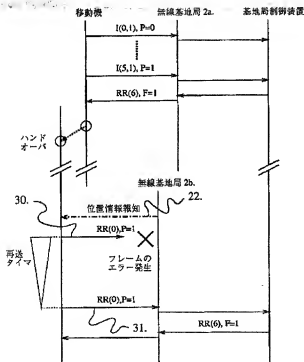 移動機 無線基地局 2a. 基地局制御装置
I(0,1), P=0
I(5,1), P=1
RR(6), F=1
ハンド
オーバ
無線基地局 2b.
30. 位置情報報知 22.
RR(0),P=1
再送
タイマ
フレームの
エラー発生
RR(0),P=1
31. RR(6), F=1